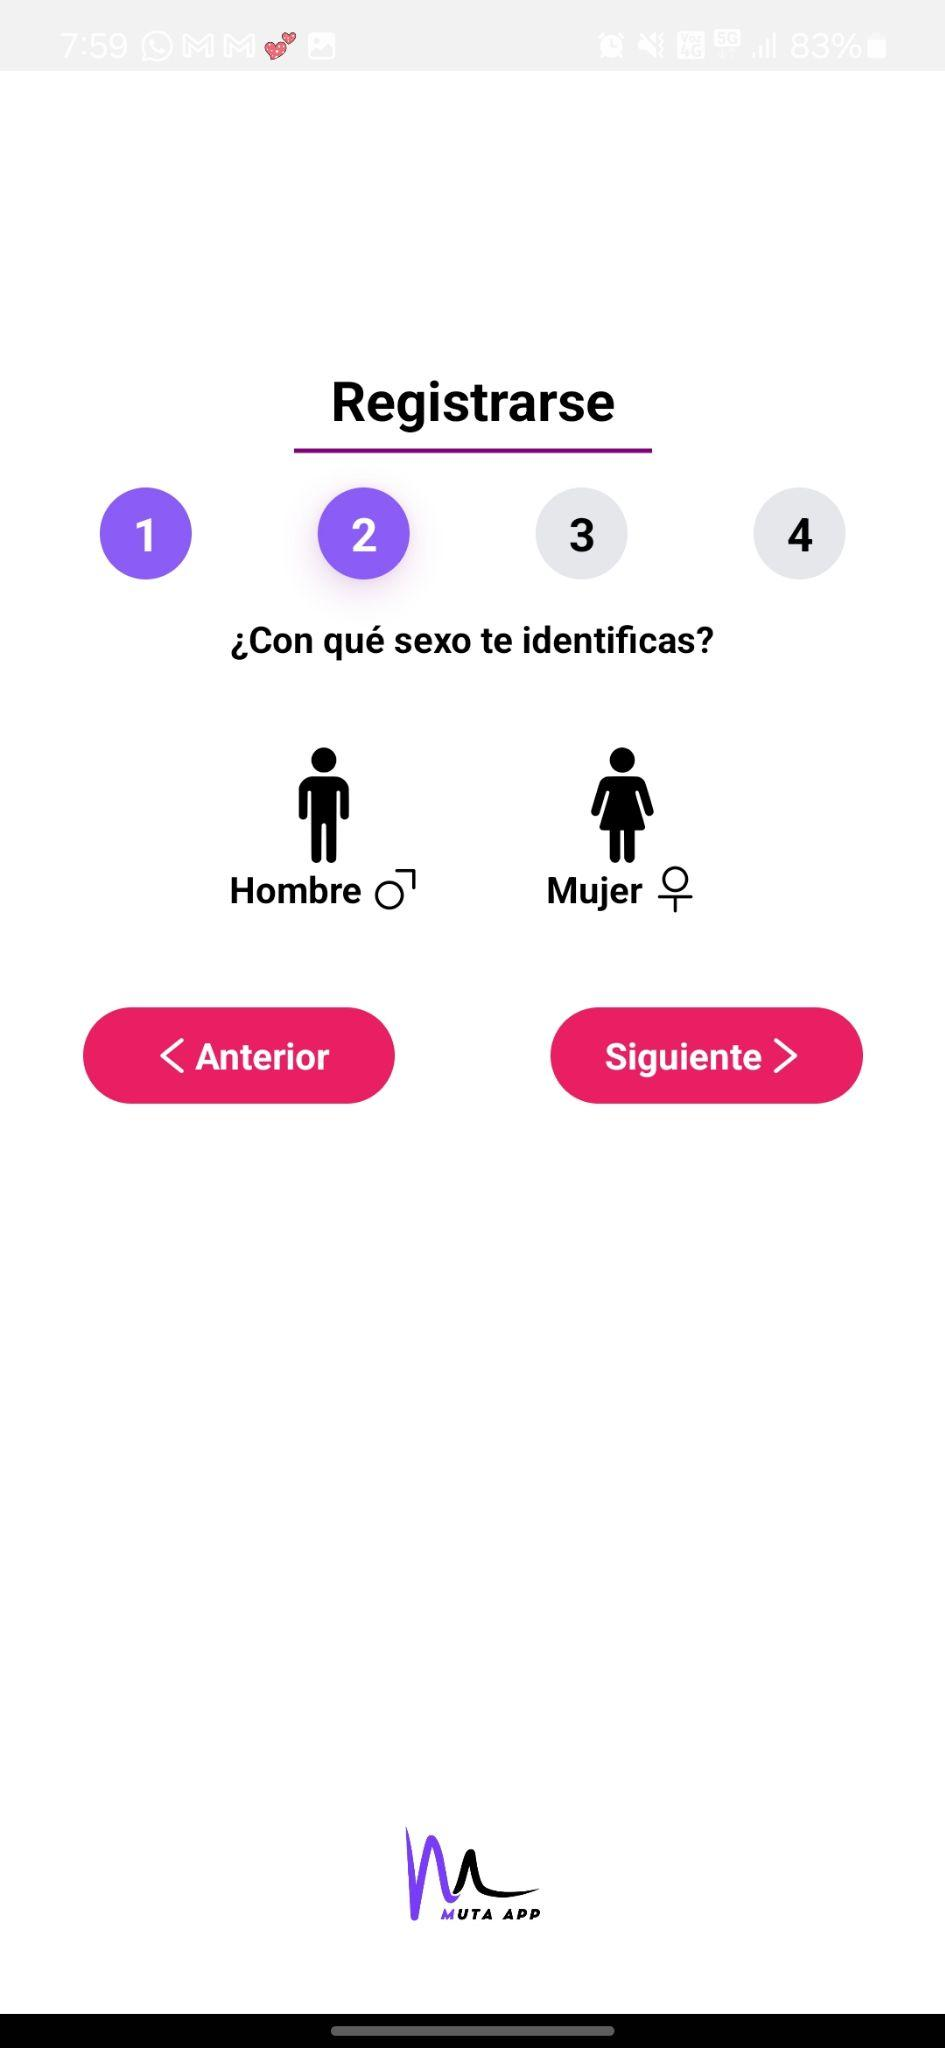 7:59 83%
Registrarse
1 2 3 4
¿Con qué sexo te identificas?
Hombre ♂ Mujer ♀
< Anterior Siguiente >
MUTA APP